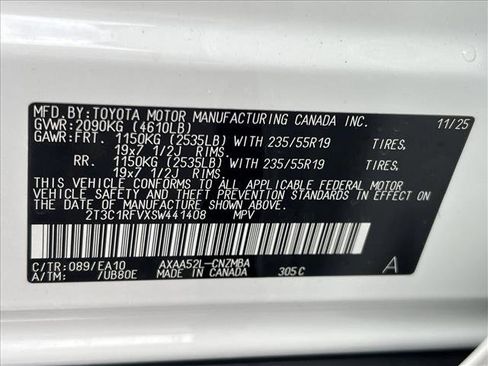 MFD.BY:TOYOTA MOTOR MANUFACTURING CANADA INC. 11/25
GVWR:2090KG (4610LB)
GAWR:FRT. 1150KG (2535LB) WITH 235/55R19 TIRES,
19x7 1/2J RIMS,
RR. 1150KG (2535LB) WITH 235/55R19 TIRES,
19x7 1/2J RIMS.
THIS VEHICLE CONFORMS TO ALL APPLICABLE FEDERAL MOTOR
VEHICLE SAFETY AND THEFT PREVENTION STANDARDS IN EFFECT
ON THE DATE OF MANUFACTURE SHOWN ABOVE.
2T3C1RFVXSW441408 MPV
C/TR:089/EA10 AXAA52L-CNZMBA
A/TM: /UB80E MADE IN CANADA 305C A